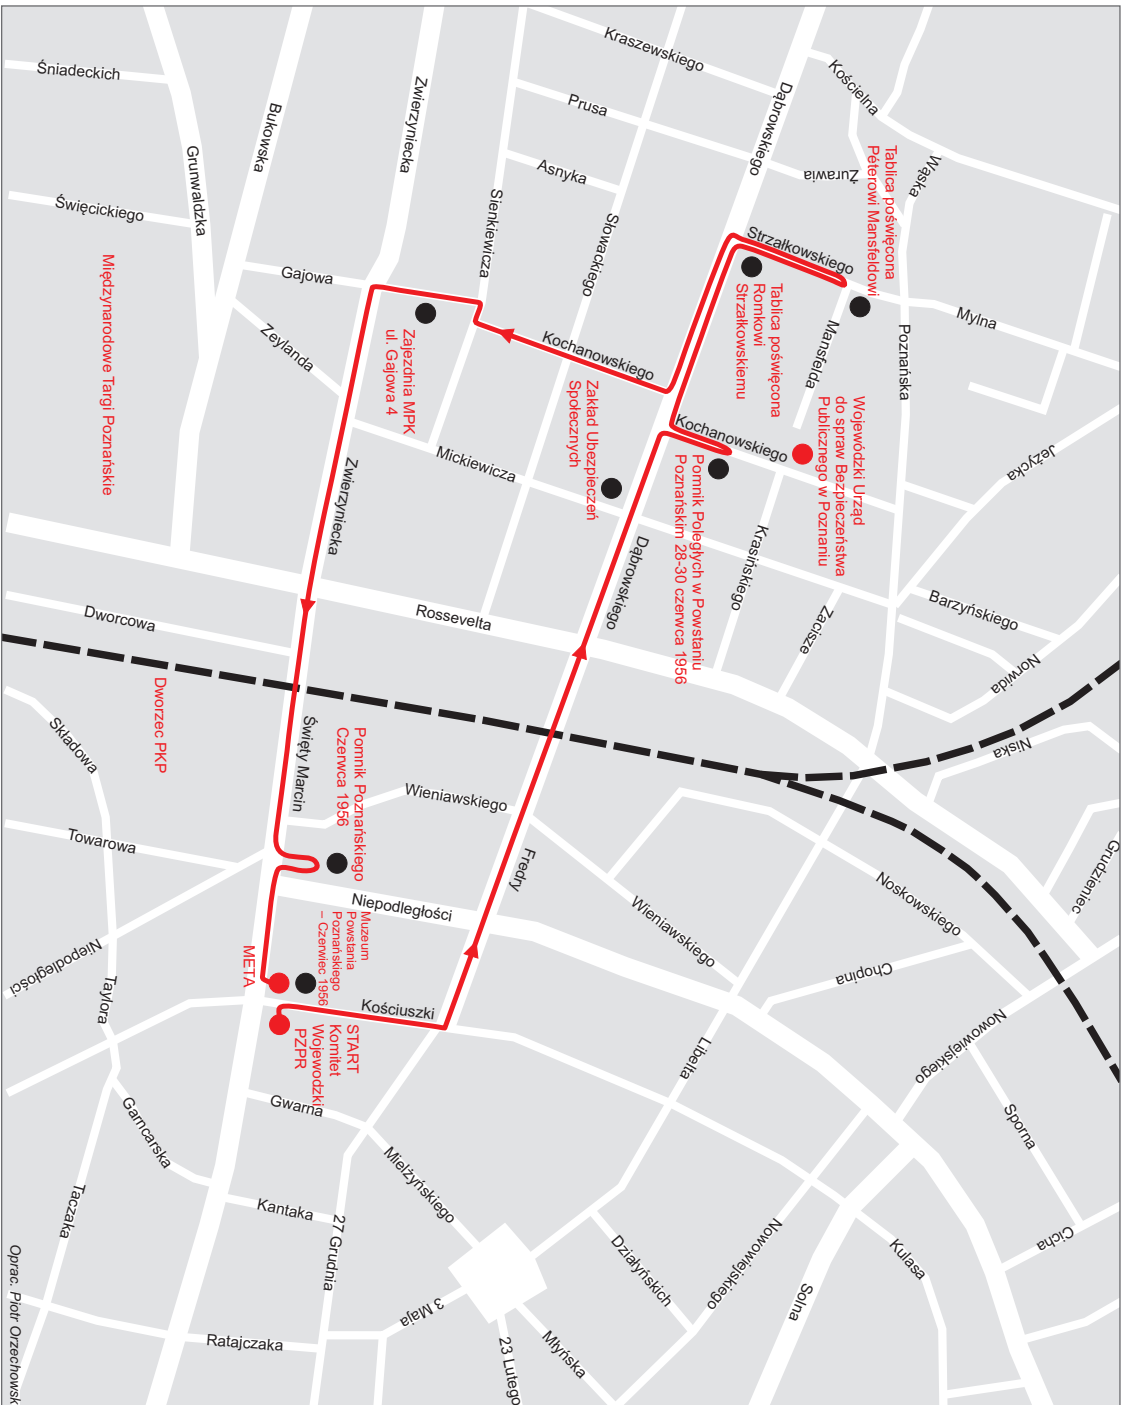 Kraszewskiego
Prusa
Asnyka
Dąbrowskiego
Kościelna
Wąska
Żurawia
Śniadeckich
Święcickiego
Grunwaldzka
Bukowska
Zwierzyniecka
Sienkiewicza
Słowackiego
Strzałkowskiego
Tablica poświęcona
Péterowi Mansfeldowi
Tablica poświęcona
Romkowi
Strzałkowskiemu
Mylna
Mansfelda
Poznańska
Jeżycka
Gajowa
Zeylanda
Międzynarodowe Targi Poznańskie
Zajezdnia MPK
ul. Gajowa 4
Kochanowskiego
Kochanowskiego
Zakład Ubezpieczeń
Społecznych
Wojewódzki Urząd
do spraw Bezpieczeństwa
Publicznego w Poznaniu
Pomnik Poległych w Powstaniu
Poznańskim 28-30 czerwca 1956
Mickiewicza
Zwierzyniecka
Krasińskiego
Dąbrowskiego
Zacisze
Barzyńskiego
Norwida
Niska
Rossevelta
Dworcowa
Dworzec PKP
Składowa
Towarowa
Święty Marcin
Pomnik Poznańskiego
Czerwca 1956
Wieniawskiego
Fredry
Wieniawskiego
Noskowskiego
Grudzieniec
Chopina
Nowowiejskiego
Niepodległości
Niepodległości
Taylora
META
Muzeum
Powstania
Poznańskiego
– Czerwiec 1956
Kościuszki
START
Komitet
Wojewodzki
PZPR
Libelta
Sporna
Cicha
Gwarna
Garncarska
Taczaka
Kantaka
Mielżyńskiego
27 Grudnia
3 Maja
Ratajczaka
23 Lutego
Młyńska
Działyńskich
Nowowiejskiego
Solna
Kulasa
Oprac. Piotr Orzechowsk